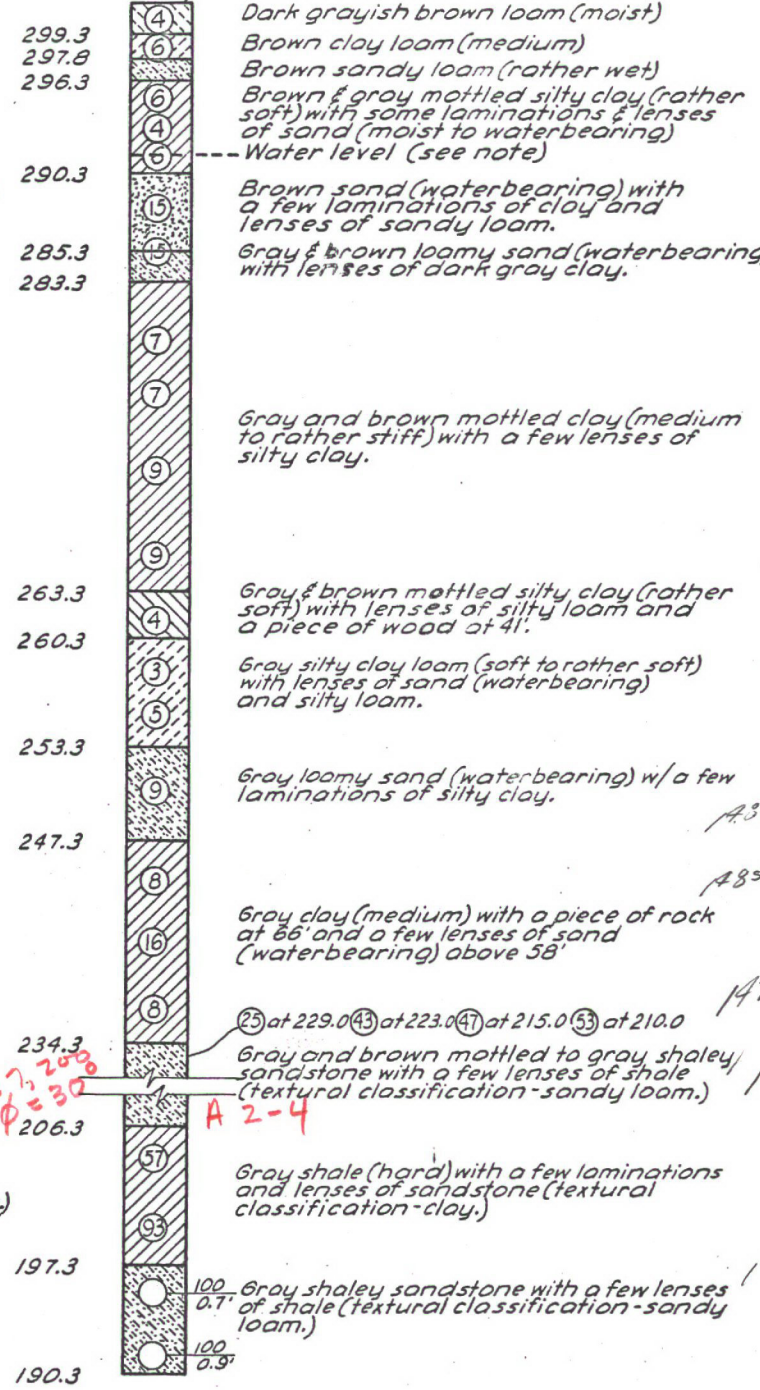 ④ Dark grayish brown loam (moist)
299.3
⑥ Brown clay loam (medium)
297.8
Brown sandy loam (rather wet)
296.3
⑥ Brown & gray mottled silty clay (rather
soft) with some laminations & lenses
④ of sand (moist to waterbearing)
⑥ Water level (see note)
290.3
Brown sand (waterbearing) with
⑮ a few laminations of clay and
lenses of sandy loam.
285.3
⑮ Gray & brown loamy sand (waterbearing
with lenses of dark gray clay.
283.3
⑦
⑦
Gray and brown mottled clay (medium
to rather stiff) with a few lenses of
silty clay.
⑨
⑨
263.3
Gray & brown mottled silty clay (rather
④ soft) with lenses of silty loam and
a piece of wood at 41'.
260.3
③ Gray silty clay loam (soft to rather soft)
with lenses of sand (waterbearing)
⑤ and silty loam.
253.3
⑨ Gray loamy sand (waterbearing) w/a few
laminations of silty clay.
247.3
⑧
Gray clay (medium) with a piece of rock
⑯ at 66' and a few lenses of sand
(waterbearing) above 58'
⑧
㉕ at 229.0 ㊸ at 223.0 ㊼ at 215.0 (53) at 210.0
234.3
Gray and brown mottled to gray shaley
sandstone with a few lenses of shale
(textural classification-sandy loam.)
φ = 30
A 2-4
206.3
(57)
Gray shale (hard) with a few laminations
and lenses of sandstone (textural
classification-clay.)
(93)
197.3
100
0.7'
Gray shaley sandstone with a few lenses
of shale (textural classification-sandy
loam.)
100
0.9'
190.3